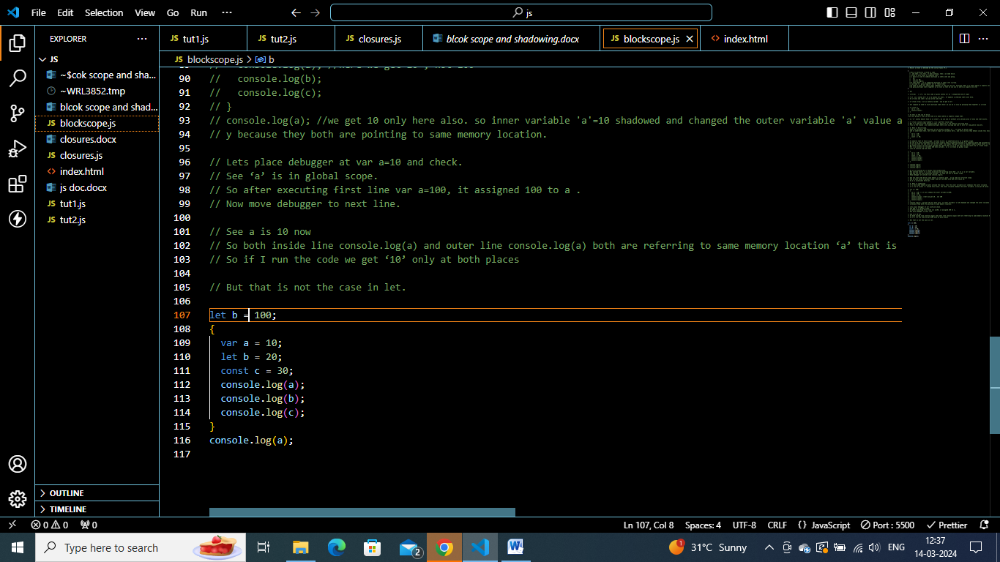 File Edit Selection View Go Run ··· js
EXPLORER ···
JS
~$cok scope and sha...
~WRL3852.tmp
blcok scope and shad...
JS blockscope.js
closures.docx
JS closures.js
<> index.html
js doc.docx
JS tut1.js
JS tut2.js
OUTLINE
TIMELINE
JS tut1.js JS tut2.js JS closures.js blcok scope and shadowing.docx JS blockscope.js <> index.html ···
JS blockscope.js > b
90 //   console.log(b);
91 //   console.log(c);
92 // }
93 // console.log(a); //we get 10 only here also. so inner variable 'a'=10 shadowed and changed the outer variable 'a' value a
94 // y because they both are pointing to same memory location.
95
96 // Lets place debugger at var a=10 and check.
97 // See ‘a’ is in global scope.
98 // So after executing first line var a=100, it assigned 100 to a .
99 // Now move debugger to next line.
100
101 // See a is 10 now
102 // So both inside line console.log(a) and outer line console.log(a) both are referring to same memory location ‘a’ that is
103 // So if I run the code we get ‘10’ only at both places
104
105 // But that is not the case in let.
106
107 let b = 100;
108 {
109   var a = 10;
110   let b = 20;
111   const c = 30;
112   console.log(a);
113   console.log(b);
114   console.log(c);
115 }
116 console.log(a);
117
0 0 0 Ln 107, Col 8 Spaces: 4 UTF-8 CRLF {} JavaScript Port : 5500 Prettier
Type here to search 2 1 31°C Sunny ENG 12:37
14-03-2024